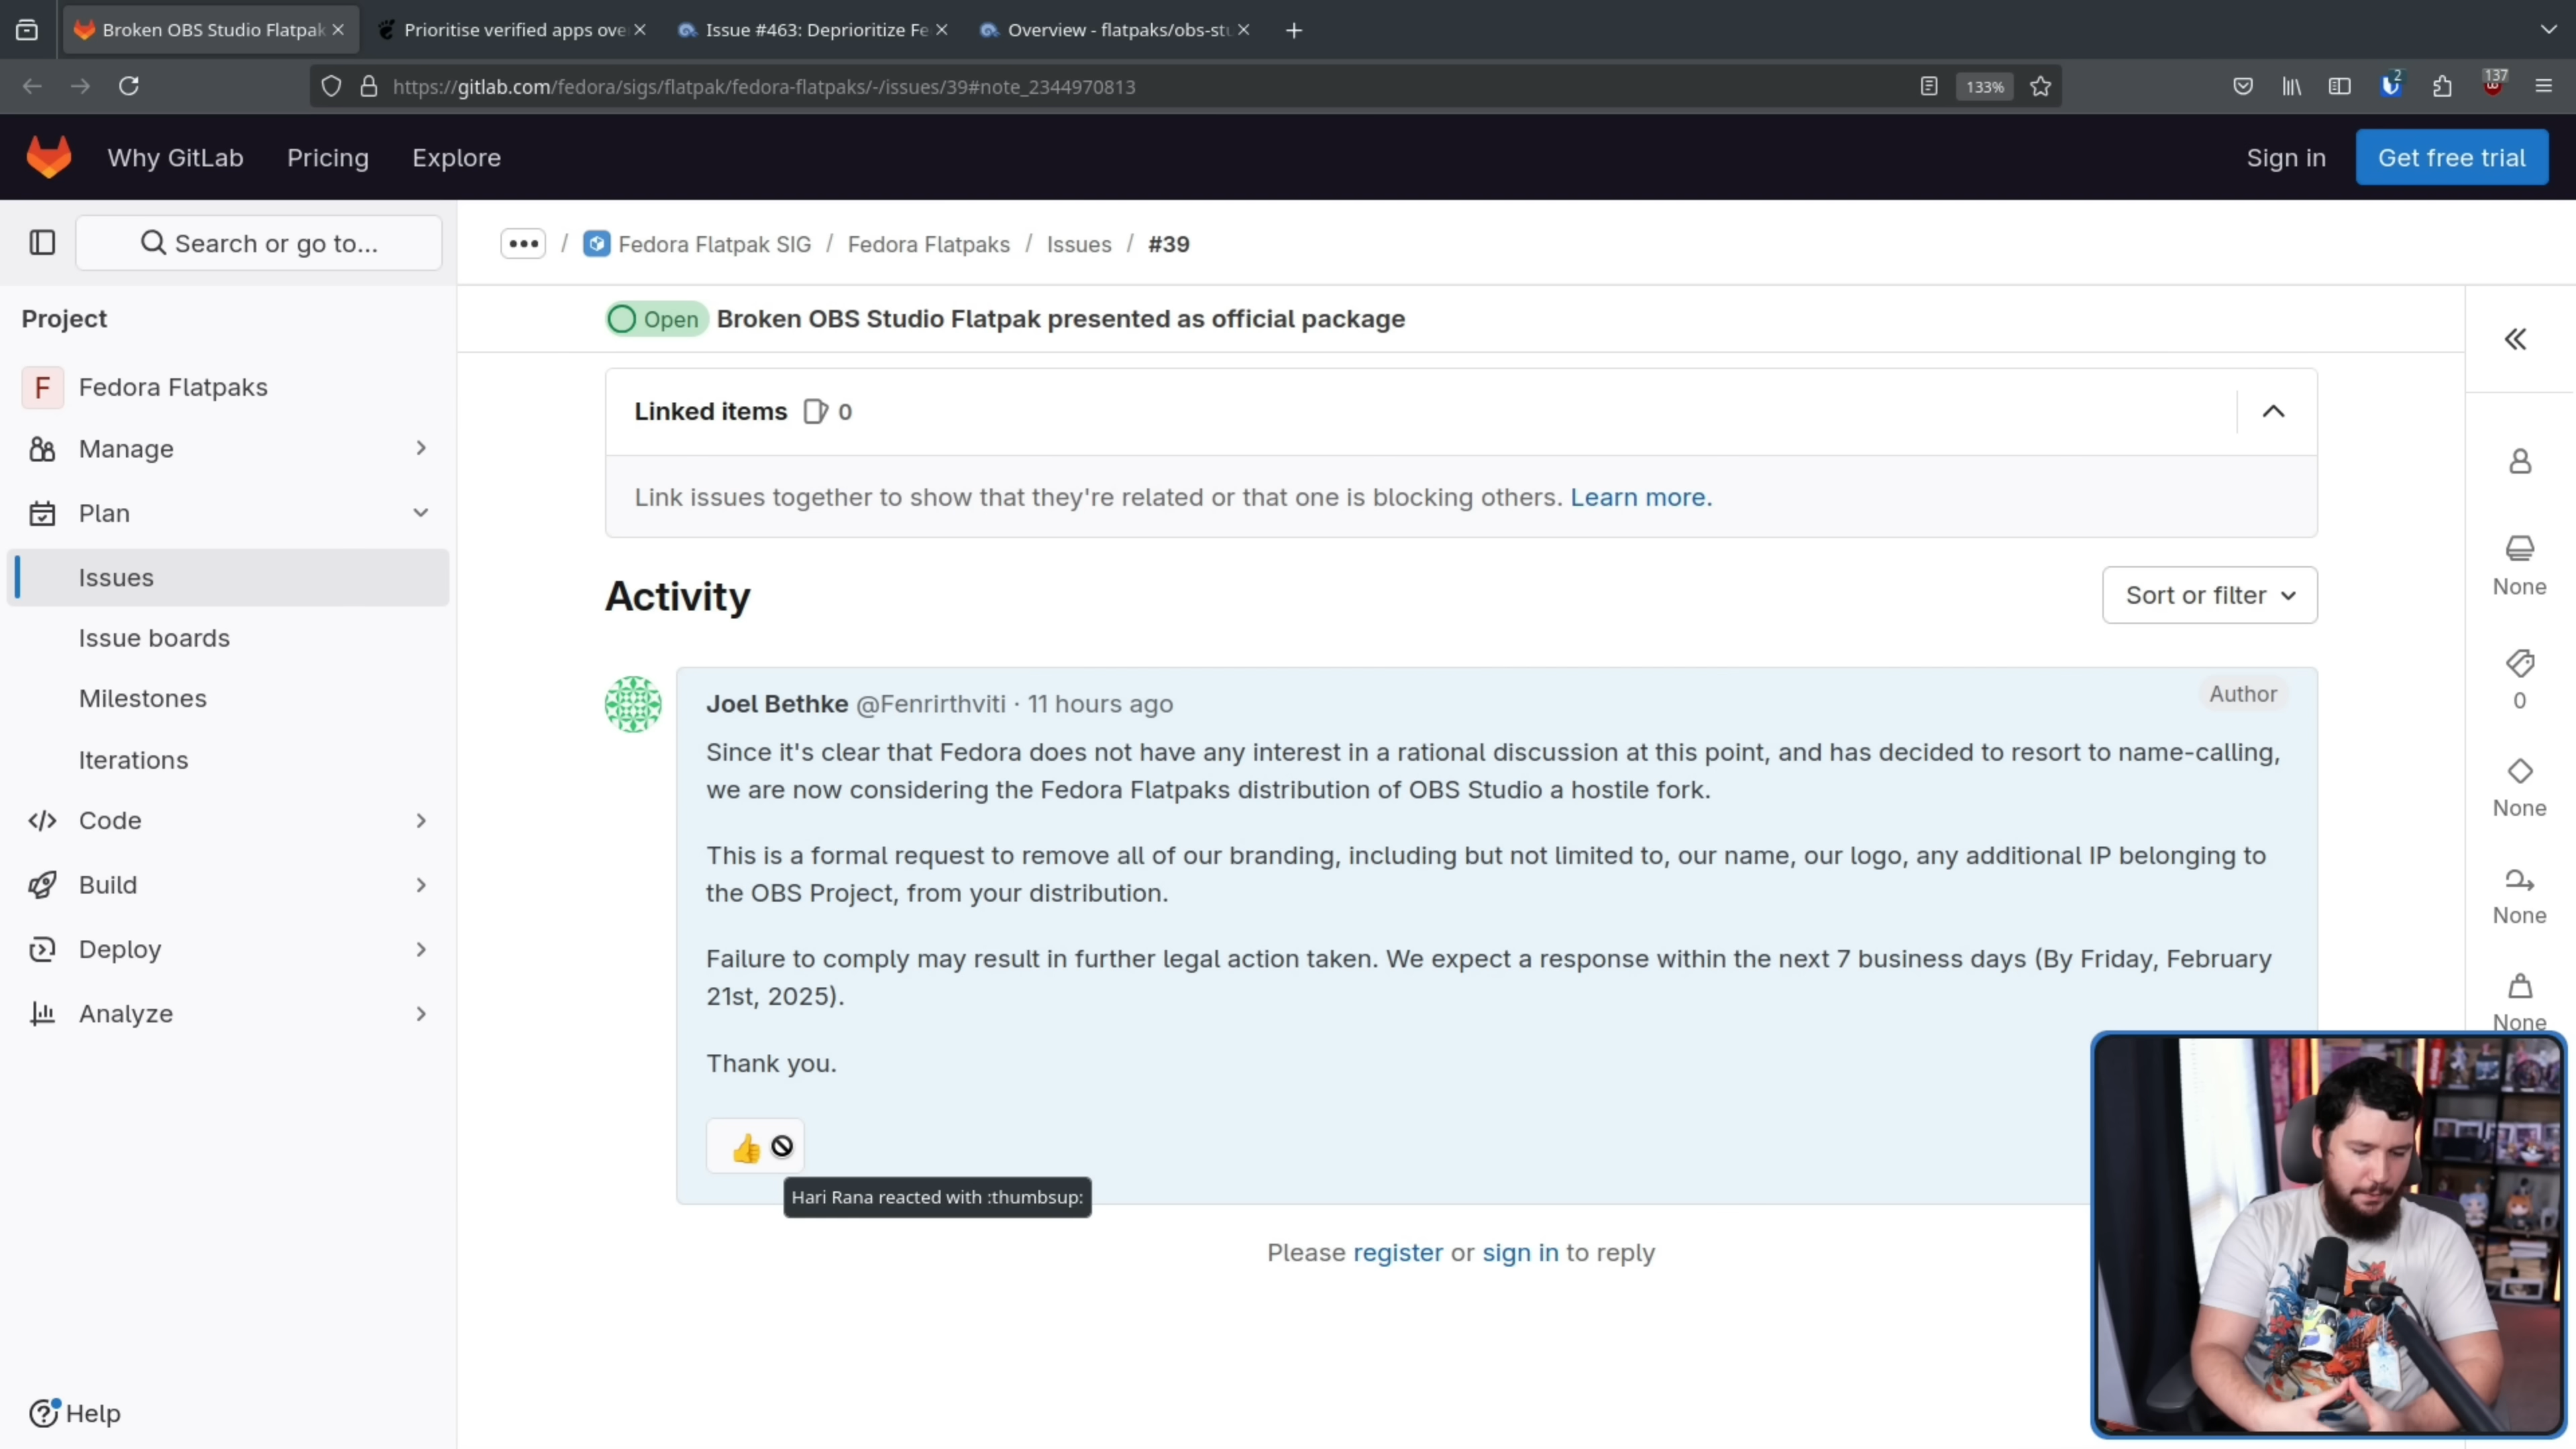 Broken OBS Studio Flatpak
Prioritise verified apps ove
Issue #463: Deprioritize Fe
Overview - flatpaks/obs-stu
https://gitlab.com/fedora/sigs/flatpak/fedora-flatpaks/-/issues/39#note_2344970813
133%
2
137
Why GitLab
Pricing
Explore
Sign in
Get free trial
Search or go to...
Fedora Flatpak SIG / Fedora Flatpaks / Issues / #39
Project
F Fedora Flatpaks
Manage
Plan
Issues
Issue boards
Milestones
Iterations
Code
Build
Deploy
Analyze
Help
Open Broken OBS Studio Flatpak presented as official package
Linked items 0
Link issues together to show that they're related or that one is blocking others. Learn more.
Activity
Sort or filter
Joel Bethke @Fenrirthviti · 11 hours ago
Author
Since it's clear that Fedora does not have any interest in a rational discussion at this point, and has decided to resort to name-calling,
we are now considering the Fedora Flatpaks distribution of OBS Studio a hostile fork.
This is a formal request to remove all of our branding, including but not limited to, our name, our logo, any additional IP belonging to
the OBS Project, from your distribution.
Failure to comply may result in further legal action taken. We expect a response within the next 7 business days (By Friday, February
21st, 2025).
Thank you.
Hari Rana reacted with :thumbsup:
Please register or sign in to reply
None
0
None
None
None